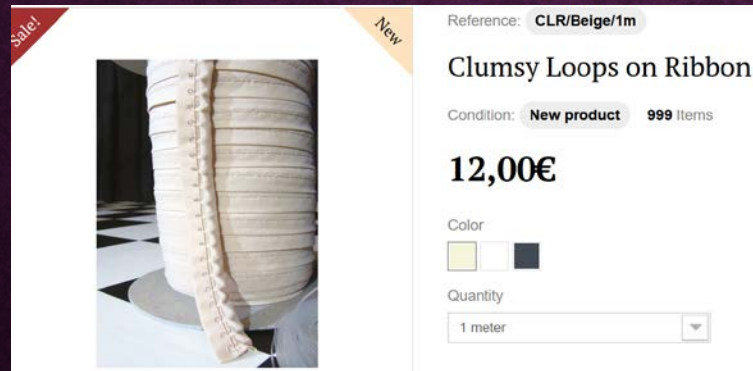 Sale!
New
Reference: CLR/Beige/1m
Clumsy Loops on Ribbon
Condition: New product 999 Items
12,00€
Color
Quantity
1 meter